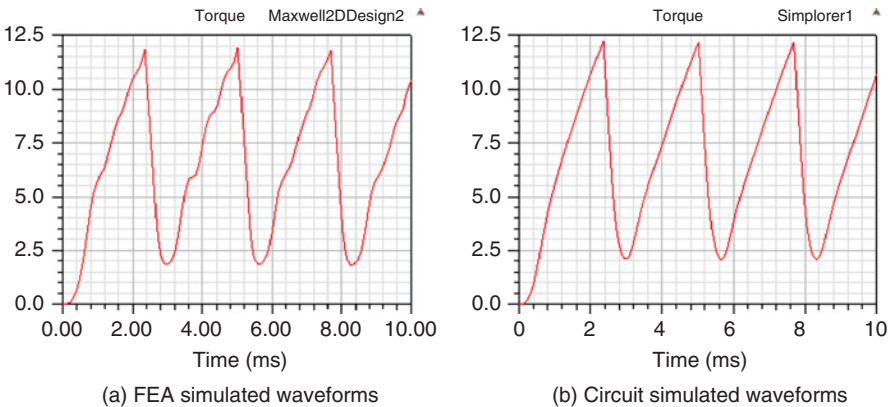 Torque Maxwell2DDesign2
12.5
10.0
7.5
5.0
2.5
0.0
0.00 2.00 4.00 6.00 8.00 10.00
Time (ms)
(a) FEA simulated waveforms
Torque Simplorer1
12.5
10.0
7.5
5.0
2.5
0.0
0 2 4 6 8 10
Time (ms)
(b) Circuit simulated waveforms